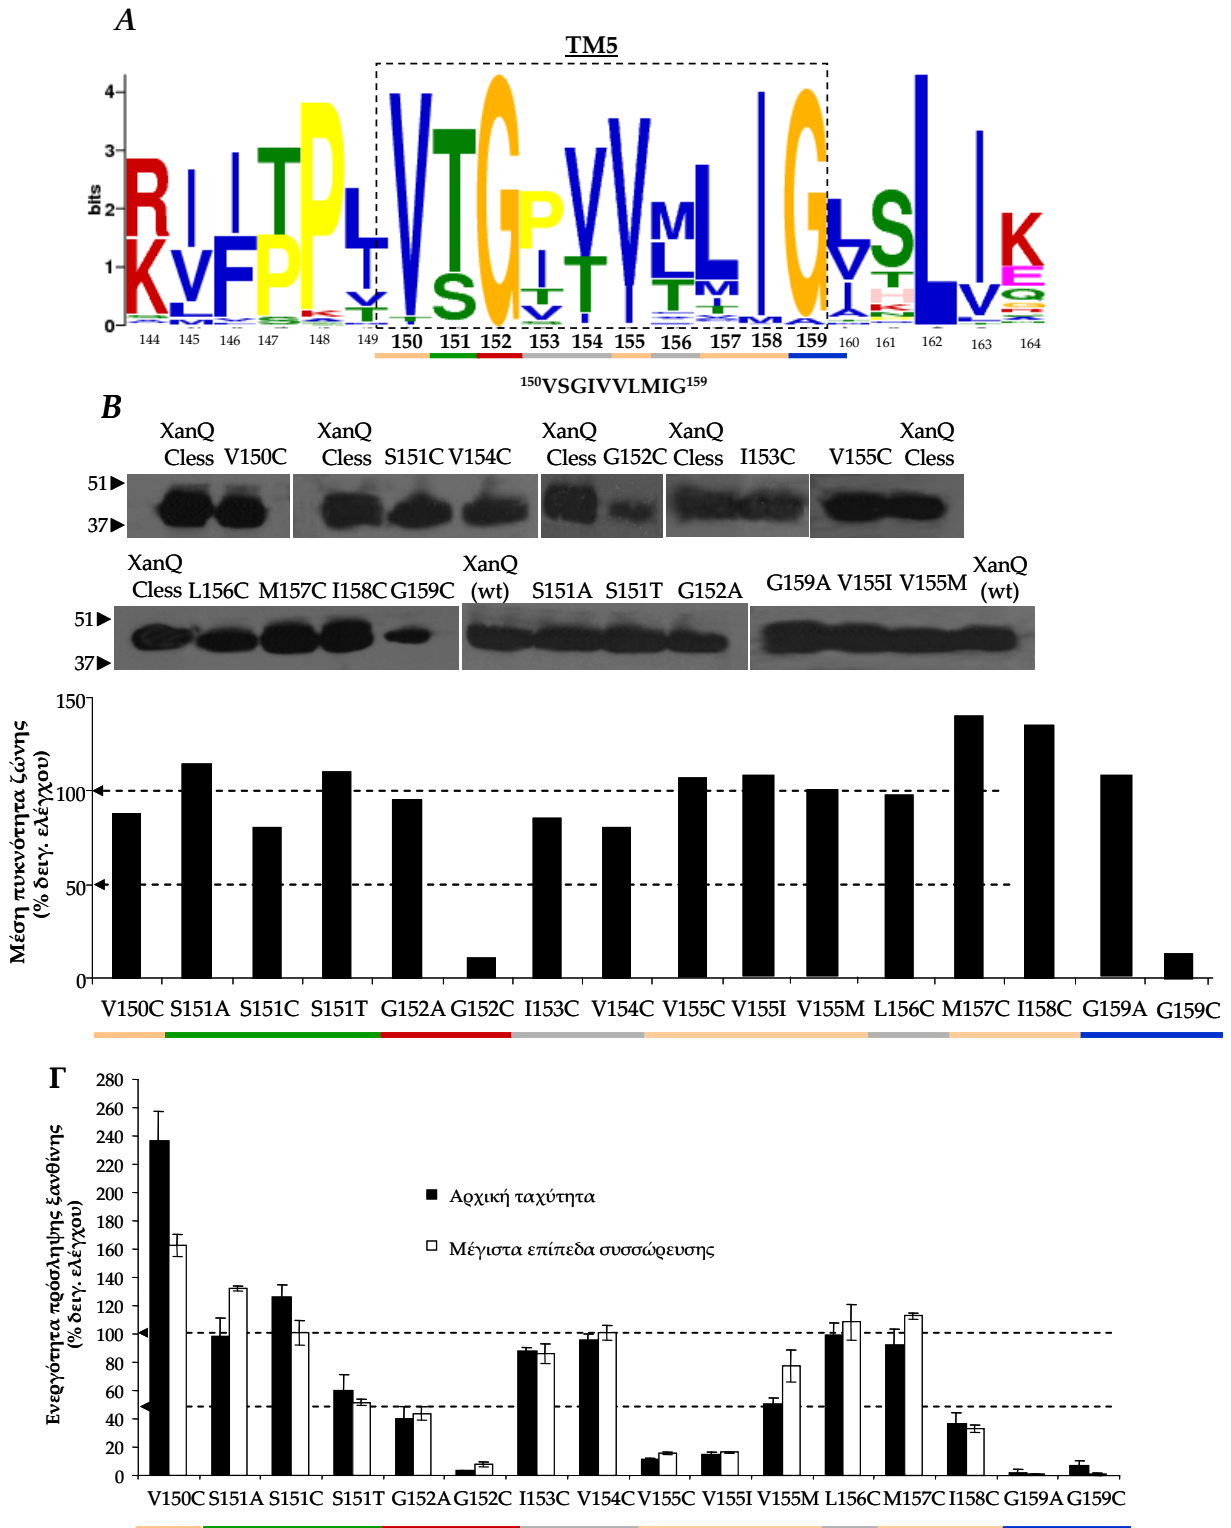 A
TM5
bits
4
3
2
1
0
144 145 146 147 148 149 150 151 152 153 154 155 156 157 158 159 160 161 162 163 164
150VSGIVVLMIG159
B
XanQ Cless V150C
XanQ Cless S151C V154C
XanQ Cless G152C
XanQ Cless I153C
V155C XanQ Cless
51
37
XanQ Cless L156C M157C I158C G159C
XanQ (wt) S151A S151T G152A
G159A V155I V155M XanQ (wt)
51
37
Μέση πυκνότητα ζώνης
(% δειγ. ελέγχου)
150
100
50
0
V150C S151A S151C S151T G152A G152C I153C V154C V155C V155I V155M L156C M157C I158C G159A G159C
Γ
Ενεργότητα πρόσληψης ξανθίνης
(% δειγ. ελέγχου)
280
260
240
220
200
180
160
140
120
100
80
60
40
20
0
Αρχική ταχύτητα
Μέγιστα επίπεδα συσσώρευσης
V150C S151A S151C S151T G152A G152C I153C V154C V155C V155I V155M L156C M157C I158C G159A G159C